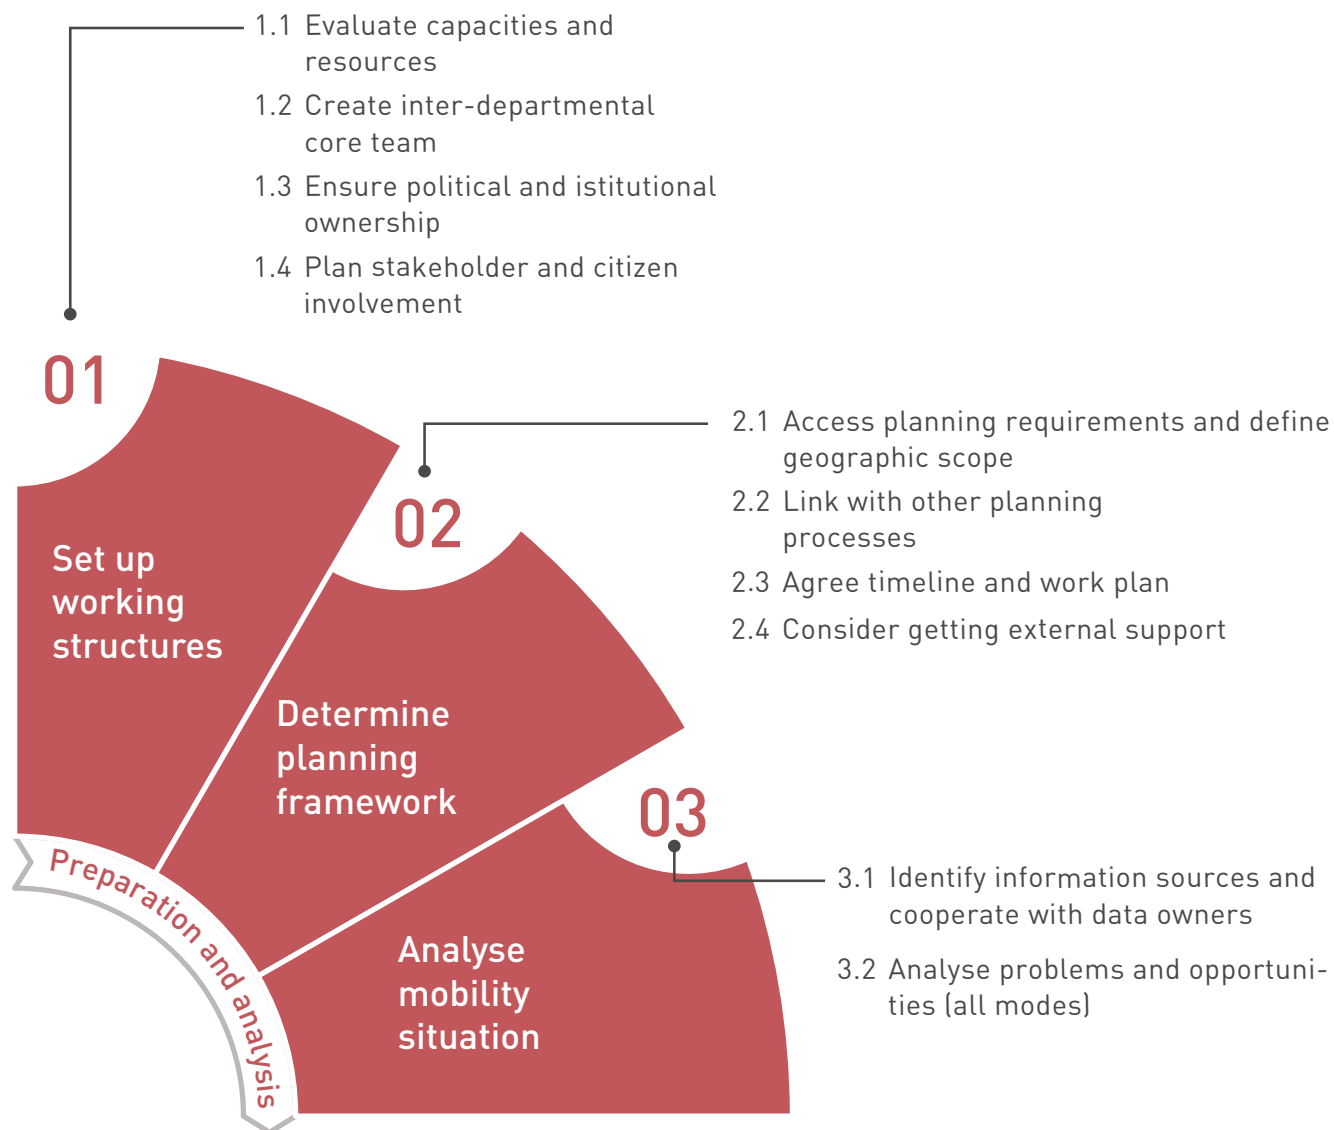 1.1 Evaluate capacities and
resources
1.2 Create inter-departmental
core team
1.3 Ensure political and istitutional
ownership
1.4 Plan stakeholder and citizen
involvement
01
Set up
working
structures
2.1 Access planning requirements and define
geographic scope
2.2 Link with other planning
processes
2.3 Agree timeline and work plan
2.4 Consider getting external support
02
Determine
planning
framework
03
3.1 Identify information sources and
cooperate with data owners
3.2 Analyse problems and opportuni-
ties (all modes)
Analyse
mobility
situation
Preparation and analysis